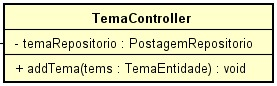 TemaController
- temaRepositorio : PostagemRepositorio
+ addTema(tems : TemaEntidade) : void